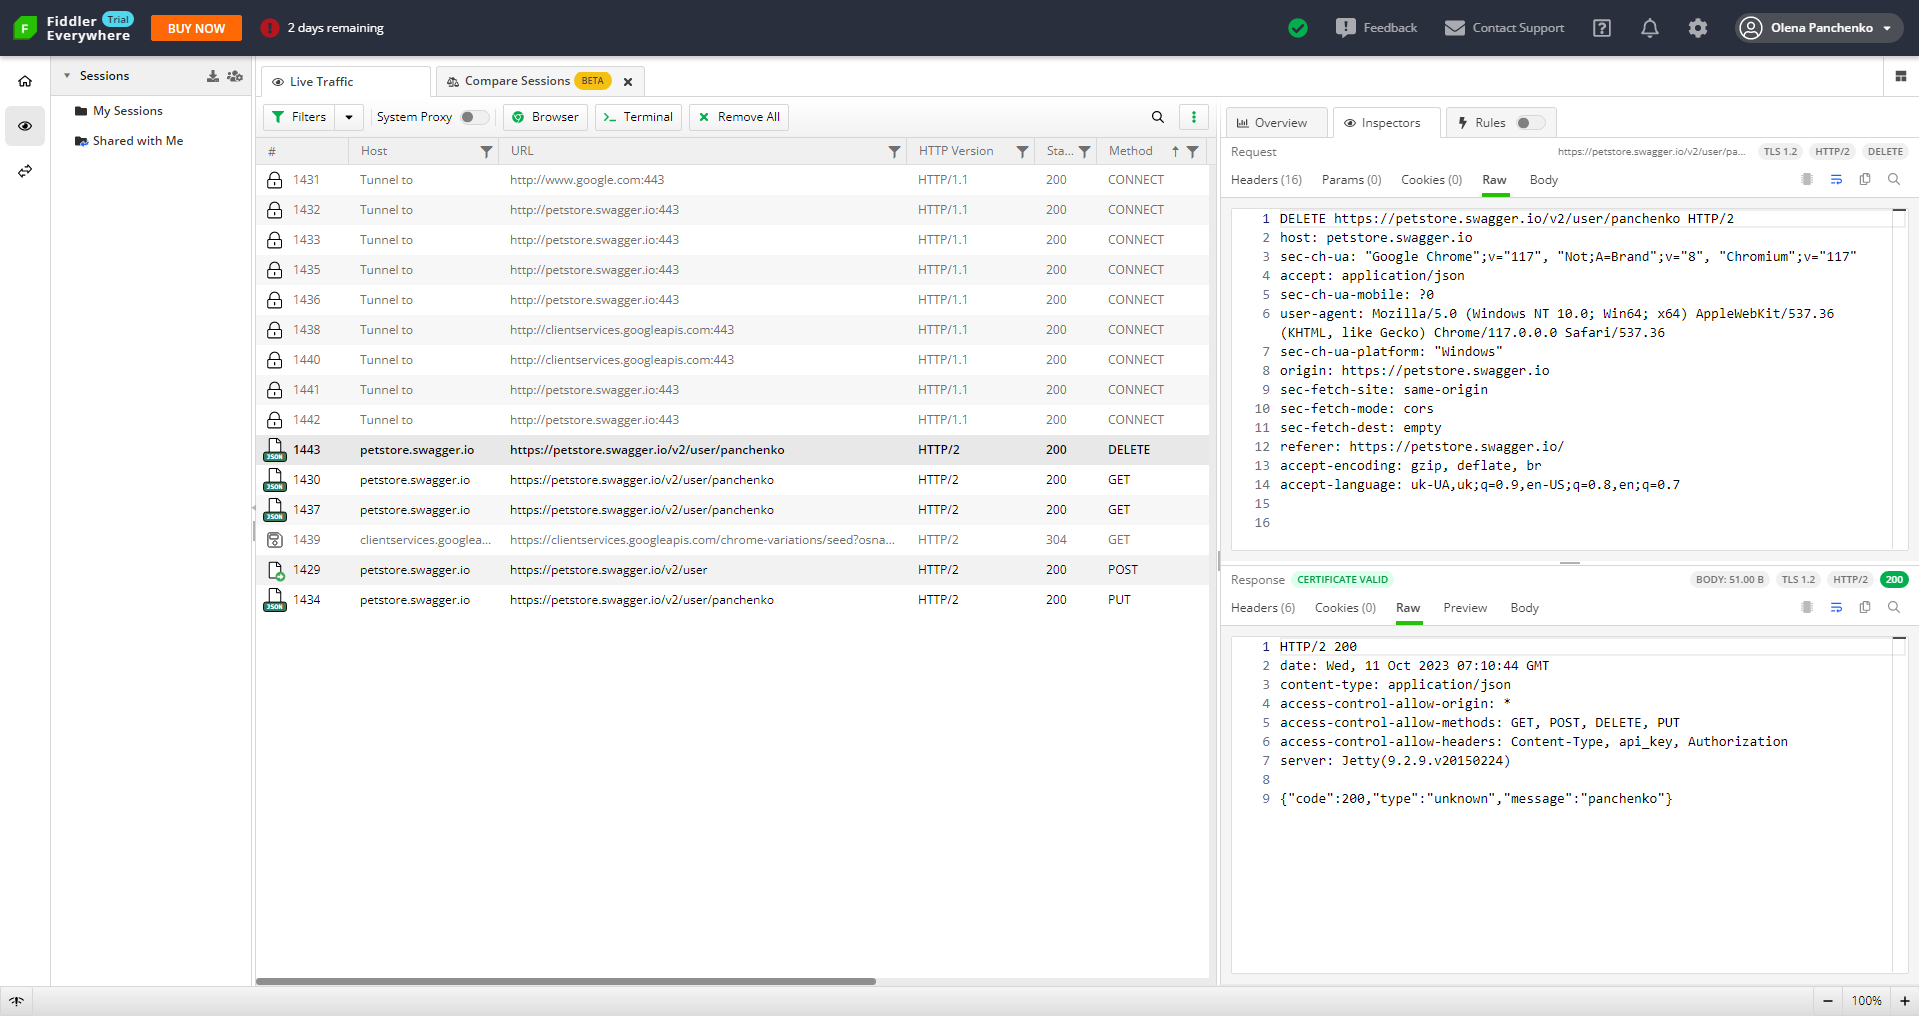 Fiddler Trial
Everywhere
BUY NOW
2 days remaining
Feedback
Contact Support
Olena Panchenko
Sessions
My Sessions
Shared with Me
Live Traffic
Compare Sessions BETA
Filters
System Proxy
Browser
Terminal
Remove All
# Host URL HTTP Version Sta... Method
1431 Tunnel to http://www.google.com:443 HTTP/1.1 200 CONNECT
1432 Tunnel to http://petstore.swagger.io:443 HTTP/1.1 200 CONNECT
1433 Tunnel to http://petstore.swagger.io:443 HTTP/1.1 200 CONNECT
1435 Tunnel to http://petstore.swagger.io:443 HTTP/1.1 200 CONNECT
1436 Tunnel to http://petstore.swagger.io:443 HTTP/1.1 200 CONNECT
1438 Tunnel to http://clientservices.googleapis.com:443 HTTP/1.1 200 CONNECT
1440 Tunnel to http://clientservices.googleapis.com:443 HTTP/1.1 200 CONNECT
1441 Tunnel to http://petstore.swagger.io:443 HTTP/1.1 200 CONNECT
1442 Tunnel to http://petstore.swagger.io:443 HTTP/1.1 200 CONNECT
JSON 1443 petstore.swagger.io https://petstore.swagger.io/v2/user/panchenko HTTP/2 200 DELETE
JSON 1430 petstore.swagger.io https://petstore.swagger.io/v2/user/panchenko HTTP/2 200 GET
JSON 1437 petstore.swagger.io https://petstore.swagger.io/v2/user/panchenko HTTP/2 200 GET
1439 clientservices.googlea... https://clientservices.googleapis.com/chrome-variations/seed?osna... HTTP/2 304 GET
1429 petstore.swagger.io https://petstore.swagger.io/v2/user HTTP/2 200 POST
JSON 1434 petstore.swagger.io https://petstore.swagger.io/v2/user/panchenko HTTP/2 200 PUT
Overview
Inspectors
Rules
Request https://petstore.swagger.io/v2/user/pa... TLS 1.2 HTTP/2 DELETE
Headers (16) Params (0) Cookies (0) Raw Body
1 DELETE https://petstore.swagger.io/v2/user/panchenko HTTP/2
2 host: petstore.swagger.io
3 sec-ch-ua: "Google Chrome";v="117", "Not;A=Brand";v="8", "Chromium";v="117"
4 accept: application/json
5 sec-ch-ua-mobile: ?0
6 user-agent: Mozilla/5.0 (Windows NT 10.0; Win64; x64) AppleWebKit/537.36
(KHTML, like Gecko) Chrome/117.0.0.0 Safari/537.36
7 sec-ch-ua-platform: "Windows"
8 origin: https://petstore.swagger.io
9 sec-fetch-site: same-origin
10 sec-fetch-mode: cors
11 sec-fetch-dest: empty
12 referer: https://petstore.swagger.io/
13 accept-encoding: gzip, deflate, br
14 accept-language: uk-UA,uk;q=0.9,en-US;q=0.8,en;q=0.7
15
16
Response CERTIFICATE VALID BODY: 51.00 B TLS 1.2 HTTP/2 200
Headers (6) Cookies (0) Raw Preview Body
1 HTTP/2 200
2 date: Wed, 11 Oct 2023 07:10:44 GMT
3 content-type: application/json
4 access-control-allow-origin: *
5 access-control-allow-methods: GET, POST, DELETE, PUT
6 access-control-allow-headers: Content-Type, api_key, Authorization
7 server: Jetty(9.2.9.v20150224)
8
9 {"code":200,"type":"unknown","message":"panchenko"}
− 100% +